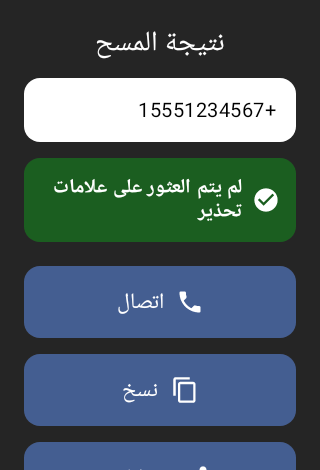 نتيجة المسح
15551234567+
لم يتم العثور على علامات
تحذير
اتصال
نسخ